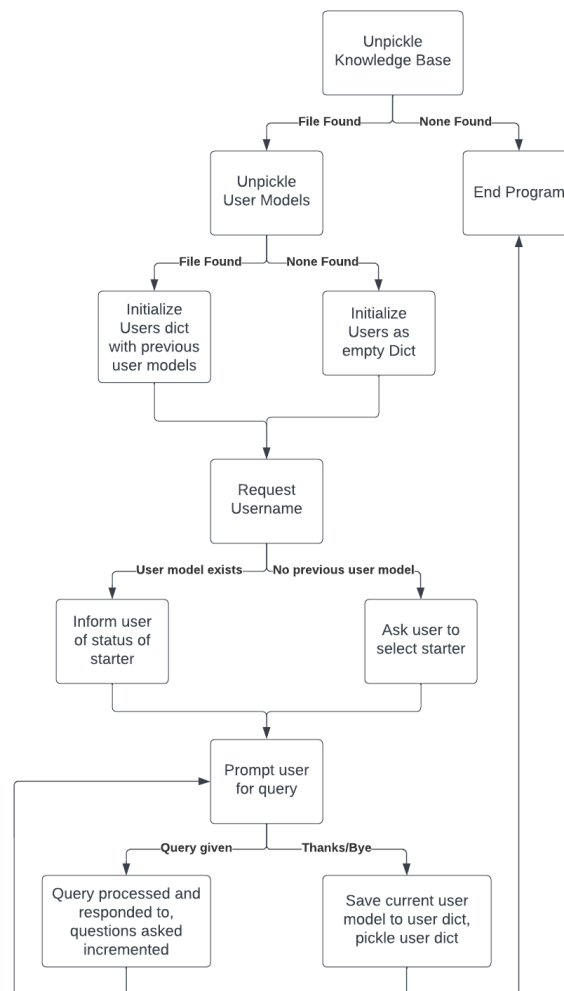 Unpickle
Knowledge Base
File Found
None Found
Unpickle
User Models
End Program
File Found
None Found
Initialize
Users dict
with previous
user models
Initialize
Users as
empty Dict
Request
Username
User model exists
No previous user model
Inform user
of status of
starter
Ask user to
select starter
Prompt user
for query
Query given
Thanks/Bye
Query processed and
responded to,
questions asked
incremented
Save current user
model to user dict,
pickle user dict